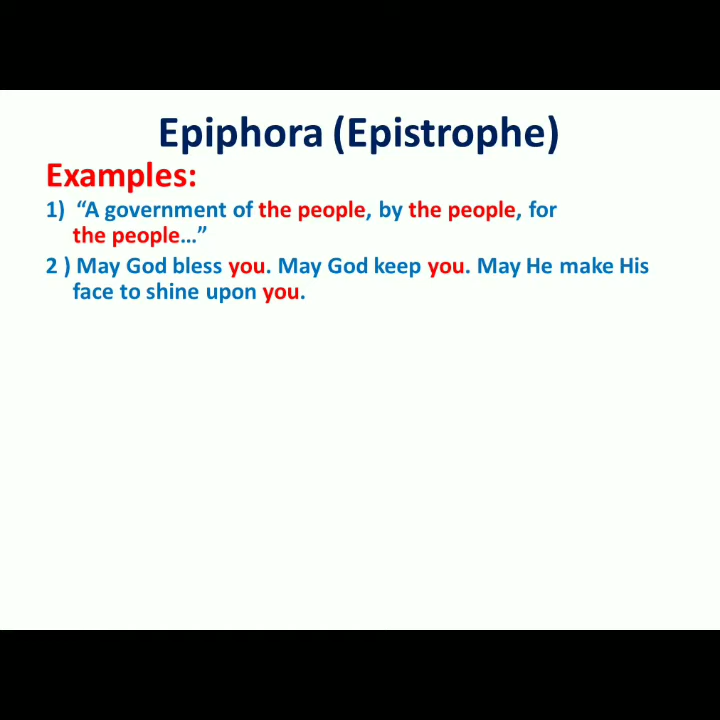 Epiphora (Epistrophe)
Examples:
1)  “A government of the people, by the people, for
the people…”
2 ) May God bless you. May God keep you. May He make His
face to shine upon you.